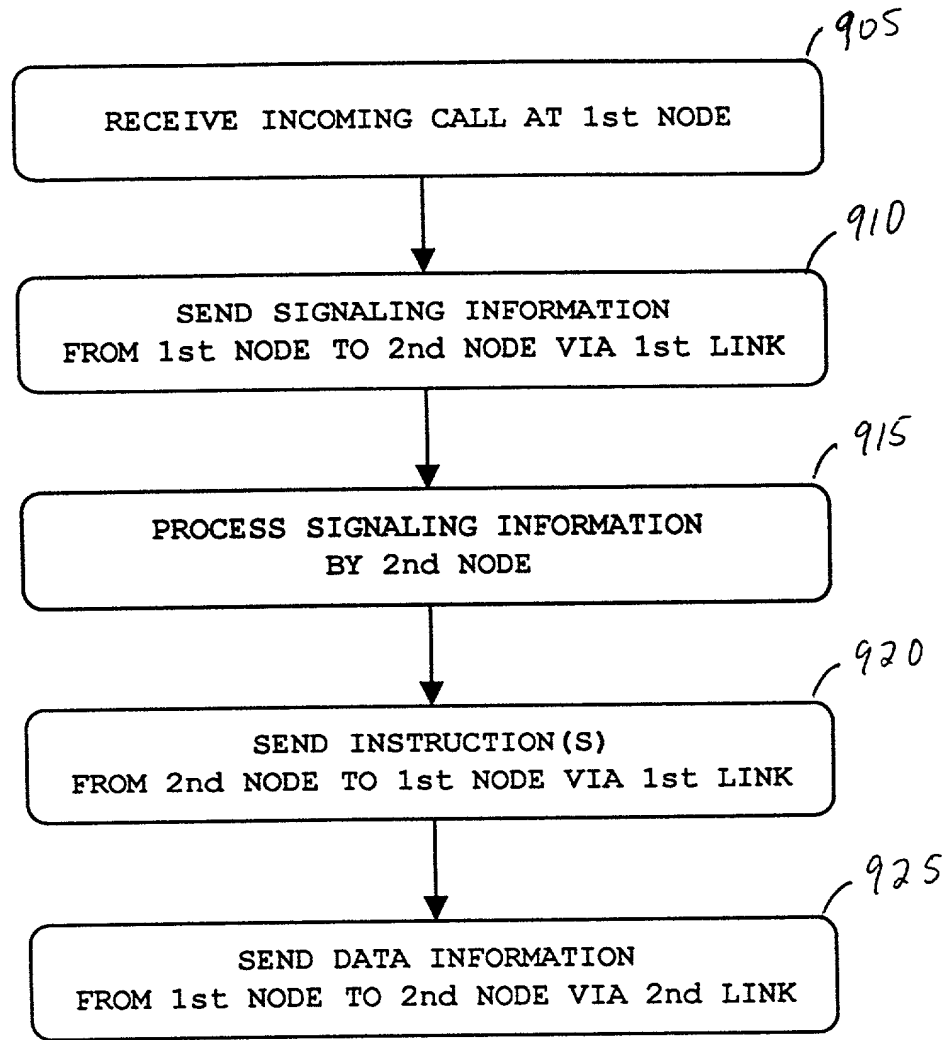 905
RECEIVE INCOMING CALL AT 1st NODE
910
SEND SIGNALING INFORMATION
FROM 1st NODE TO 2nd NODE VIA 1st LINK
915
PROCESS SIGNALING INFORMATION
BY 2nd NODE
920
SEND INSTRUCTION(S)
FROM 2nd NODE TO 1st NODE VIA 1st LINK
925
SEND DATA INFORMATION
FROM 1st NODE TO 2nd NODE VIA 2nd LINK